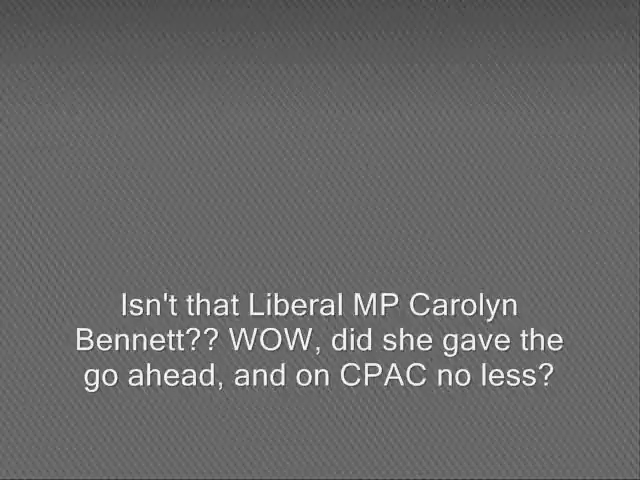 Isn't that Liberal MP Carolyn
Bennett?? WOW, did she gave the
go ahead, and on CPAC no less?